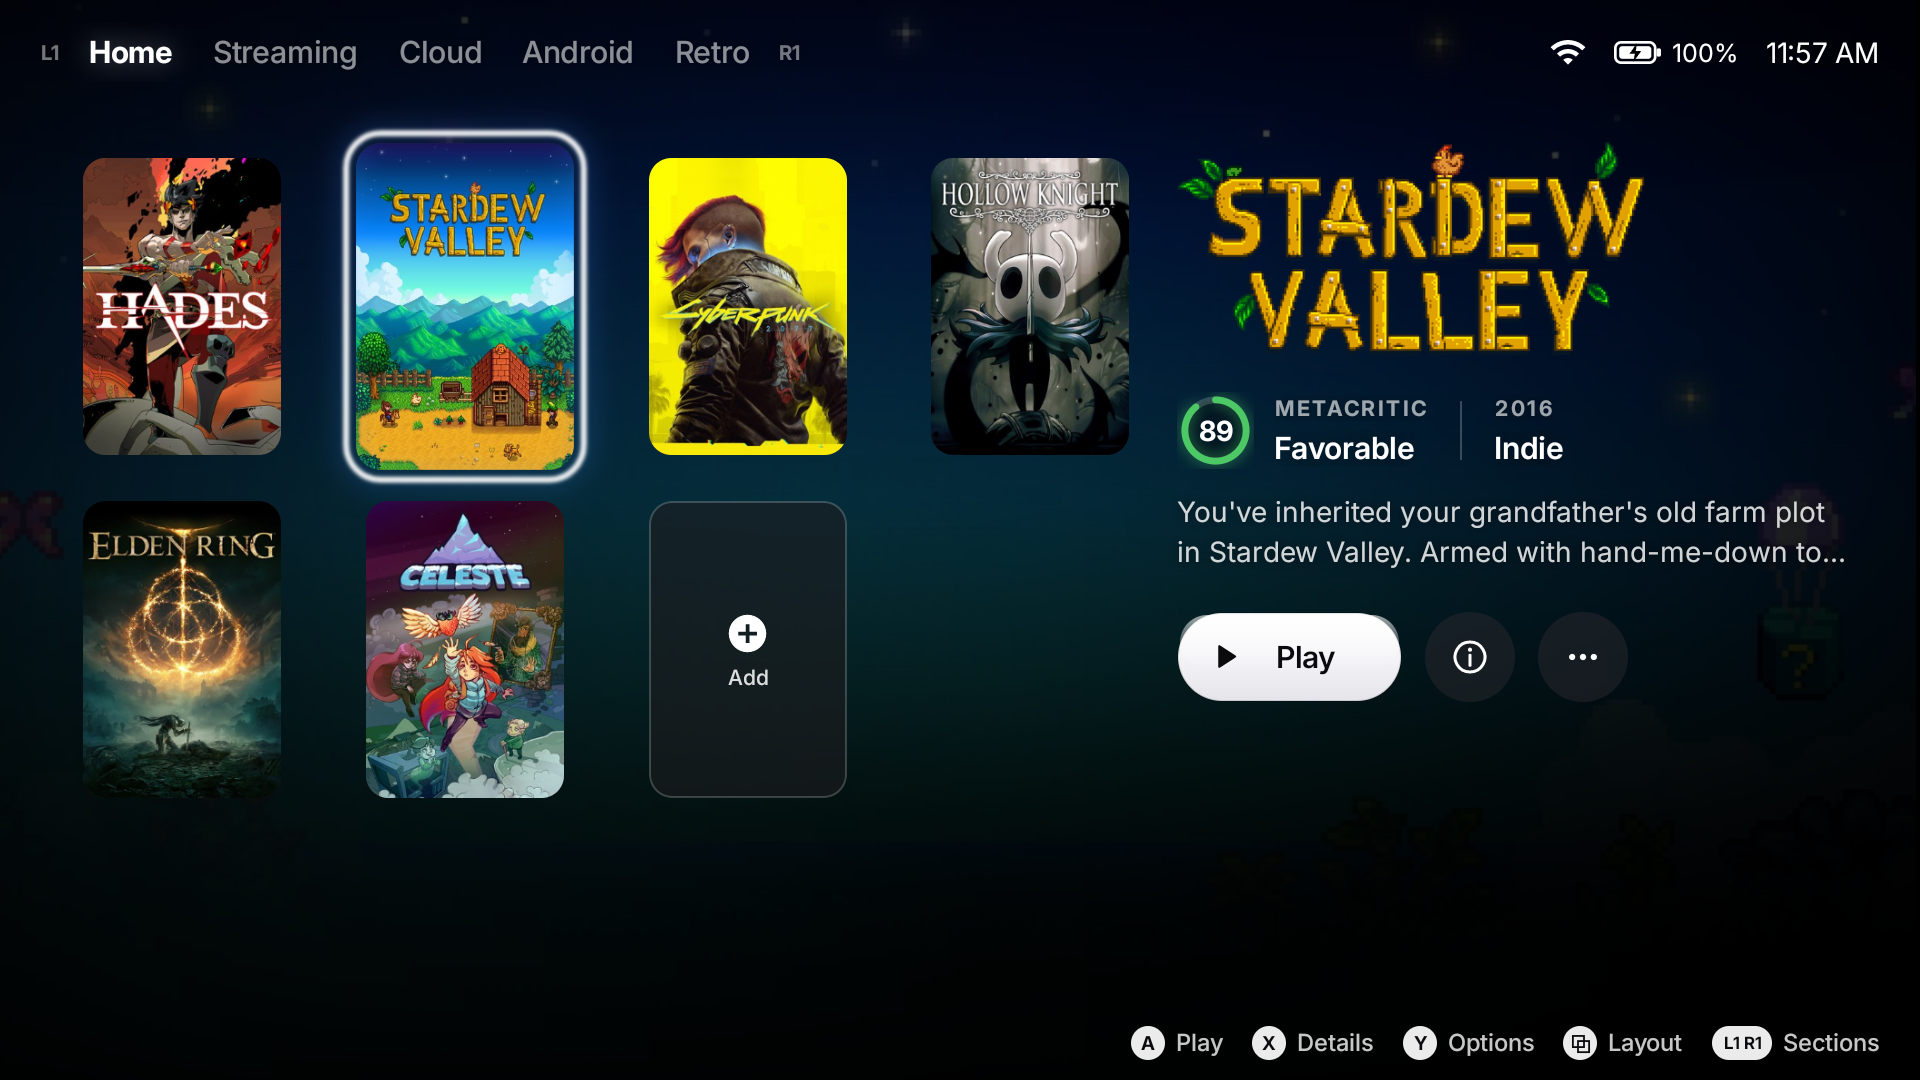 L1 Home Streaming Cloud Android Retro R1
100% 11:57 AM
HADES
STARDEW
VALLEY
Cyberpunk
2077
HOLLOW KNIGHT
STARDEW
VALLEY
89
METACRITIC
Favorable
2016
Indie
You've inherited your grandfather's old farm plot
in Stardew Valley. Armed with hand-me-down to...
Play
ELDEN RING
CELESTE
Add
?
A Play X Details Y Options Layout L1 R1 Sections